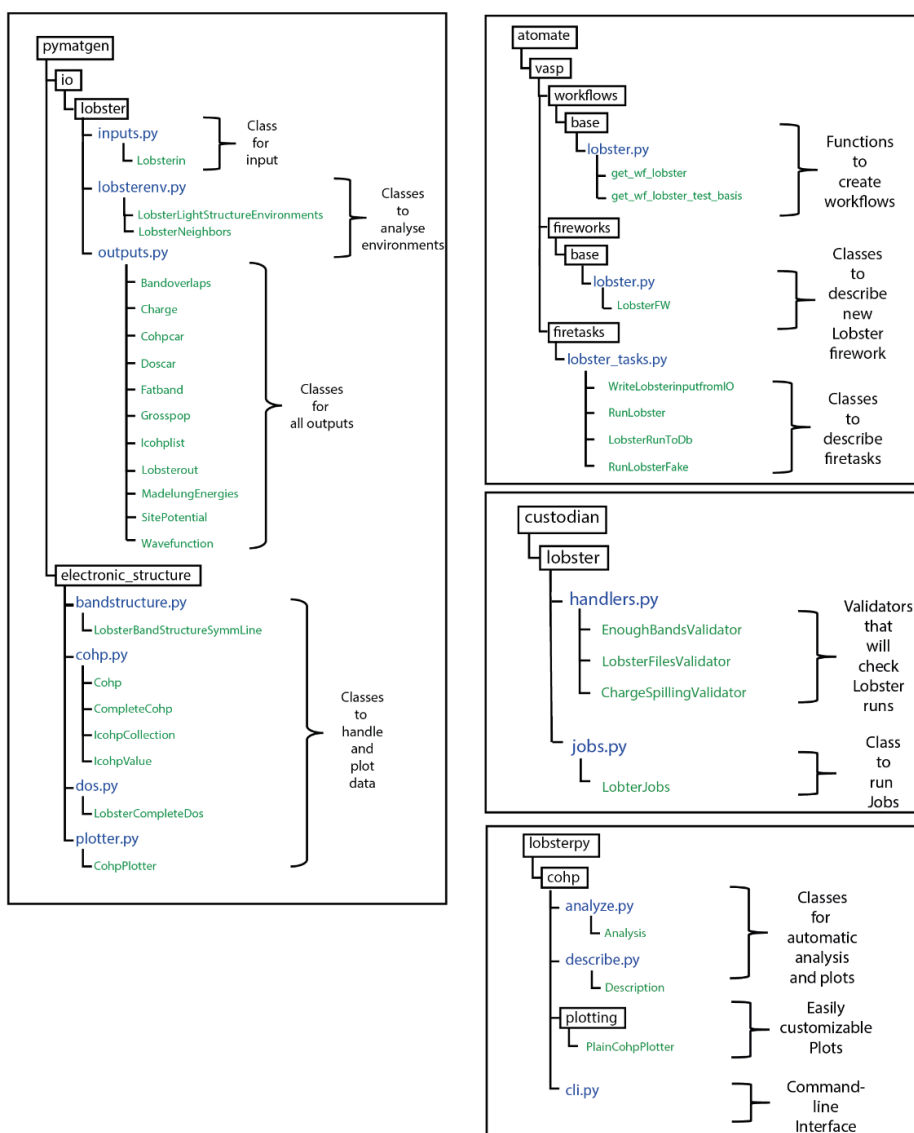 pymatgen
io
lobster
inputs.py
Lobsterin
Class
for
input
lobsterenv.py
LobsterLightStructureEnvironments
LobsterNeighbors
Classes
to
analyse
environments
outputs.py
Bandoverlaps
Charge
Cohpcar
Doscar
Fatband
Grosspop
Icohplist
Lobsterout
MadelungEnergies
SitePotential
Wavefunction
Classes
for
all outputs
electronic_structure
bandstructure.py
LobsterBandStructureSymmLine
cohp.py
Cohp
CompleteCohp
IcohpCollection
IcohpValue
dos.py
LobsterCompleteDos
plotter.py
CohpPlotter
Classes
to
handle
and
plot
data
atomate
vasp
workflows
base
lobster.py
get_wf_lobster
get_wf_lobster_test_basis
Functions
to
create
workflows
fireworks
base
lobster.py
LobsterFW
Classes
to
describe
new
Lobster
firework
firetasks
lobster_tasks.py
WriteLobsterinputfromIO
RunLobster
LobsterRunToDb
RunLobsterFake
Classes
to
describe
firetasks
custodian
lobster
handlers.py
EnoughBandsValidator
LobsterFilesValidator
ChargeSpillingValidator
Validators
that
will
check
Lobster
runs
jobs.py
LobterJobs
Class
to
run
Jobs
lobsterpy
cohp
analyze.py
Analysis
describe.py
Description
Classes
for
automatic
analysis
and plots
plotting
PlainCohpPlotter
Easily
customizable
Plots
cli.py
Command-
line
Interface